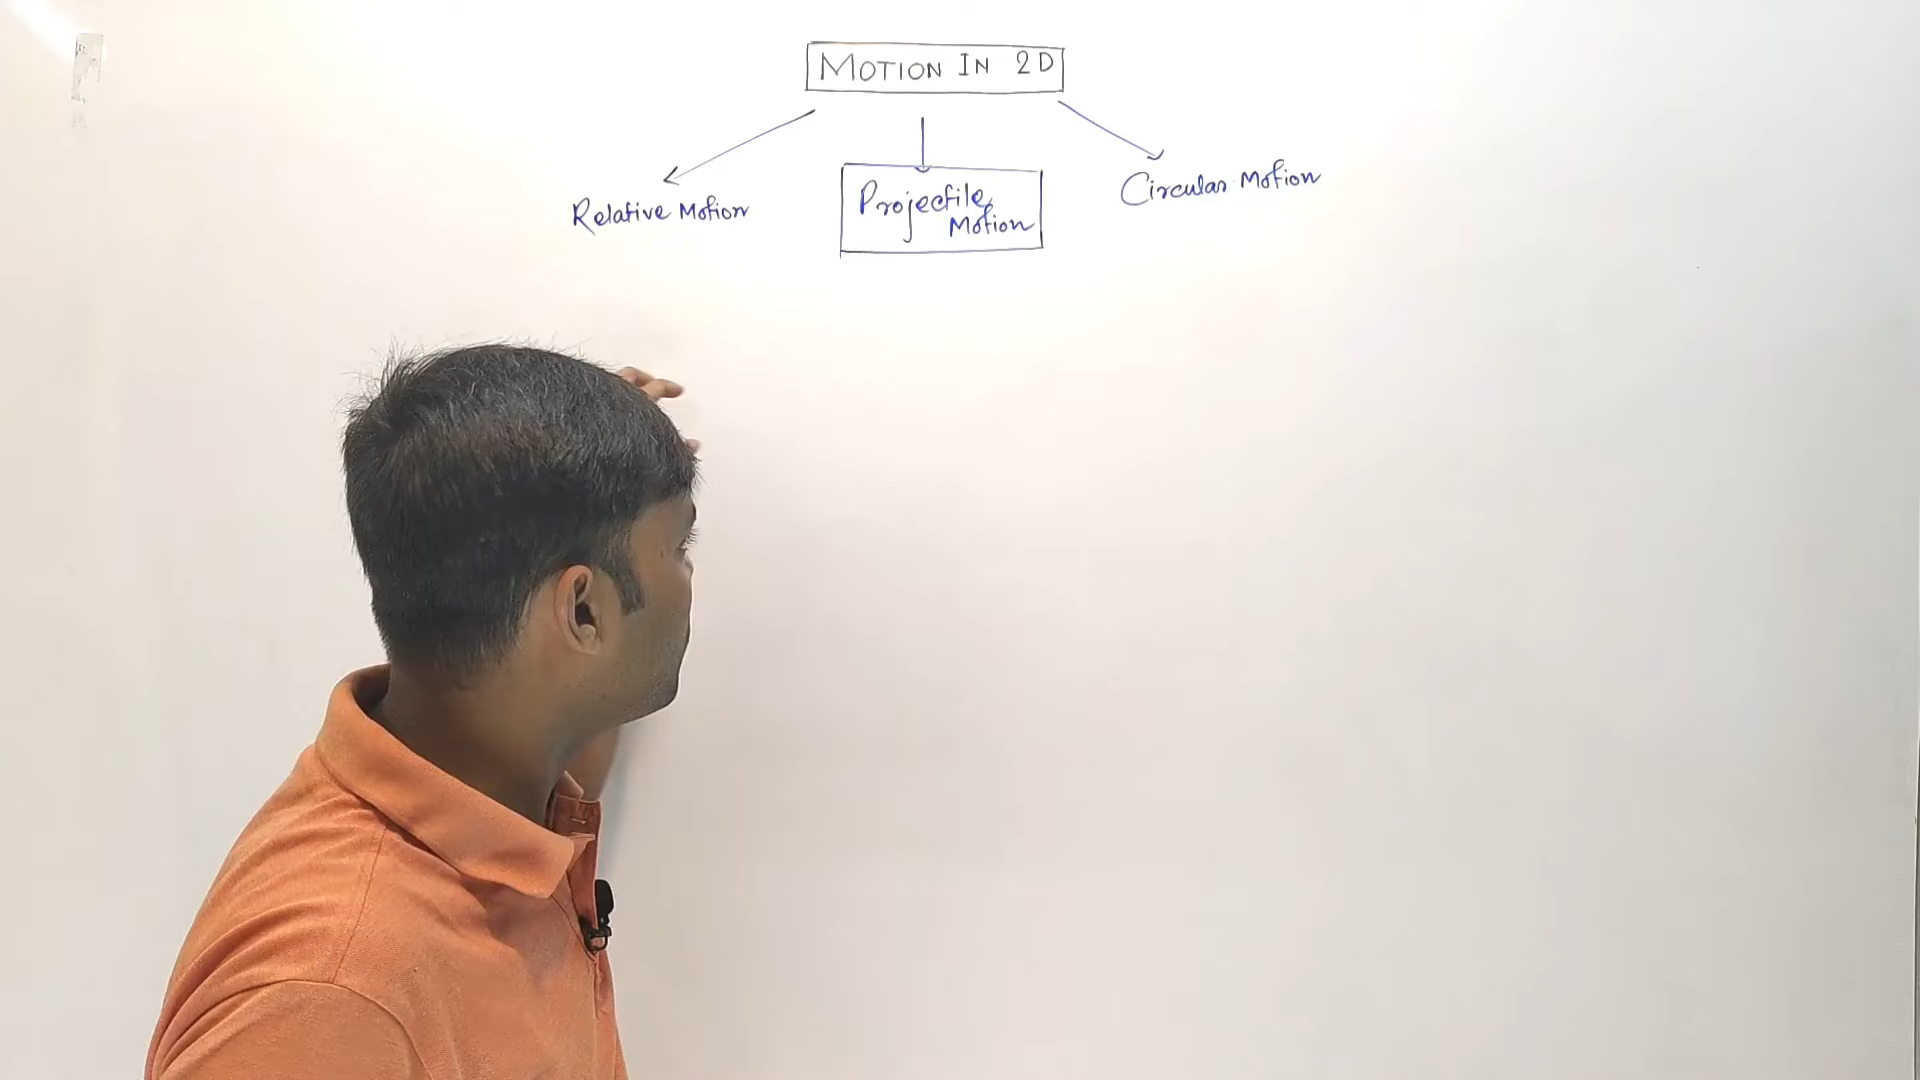 MOTION IN 2D
Relative Motion
Projectile
Motion
Circular Motion